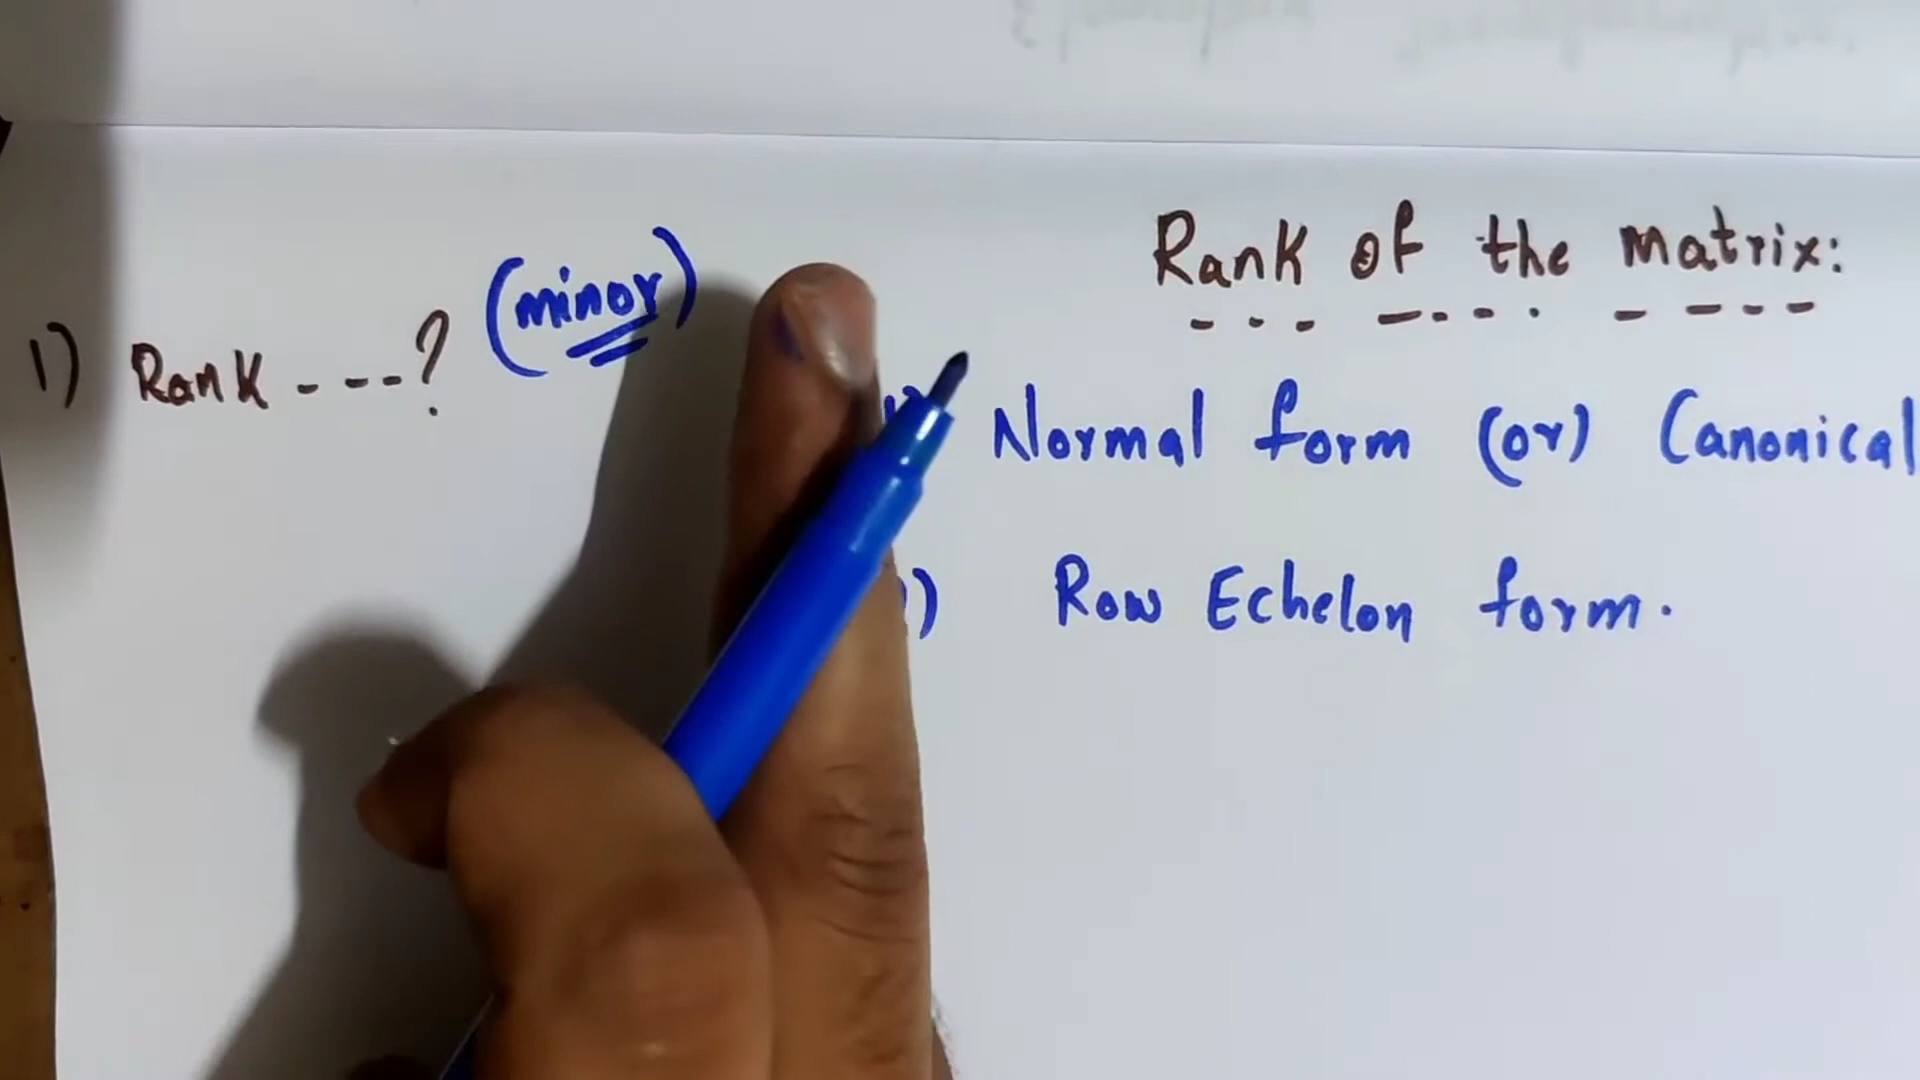 Rank of the Matrix:
1) Rank ---? (minor)
Normal form (or) Canonical
) Row Echelon form.